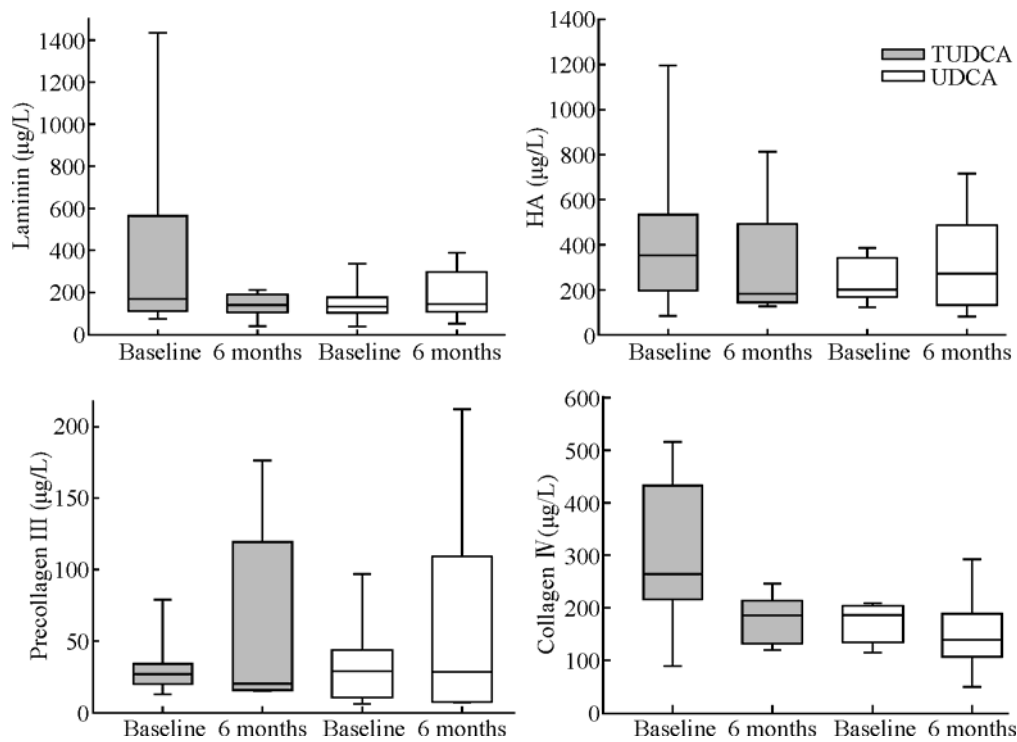 Laminin (μg/L)
1400
1200
1000
800
600
400
200
0
Baseline 6 months Baseline 6 months
HA (μg/L)
1400
1200
1000
800
600
400
200
0
TUDCA
UDCA
Baseline 6 months Baseline 6 months
Precollagen III (μg/L)
200
150
100
50
0
Baseline 6 months Baseline 6 months
Collagen Ⅳ (μg/L)
600
500
400
300
200
100
0
Baseline 6 months Baseline 6 months